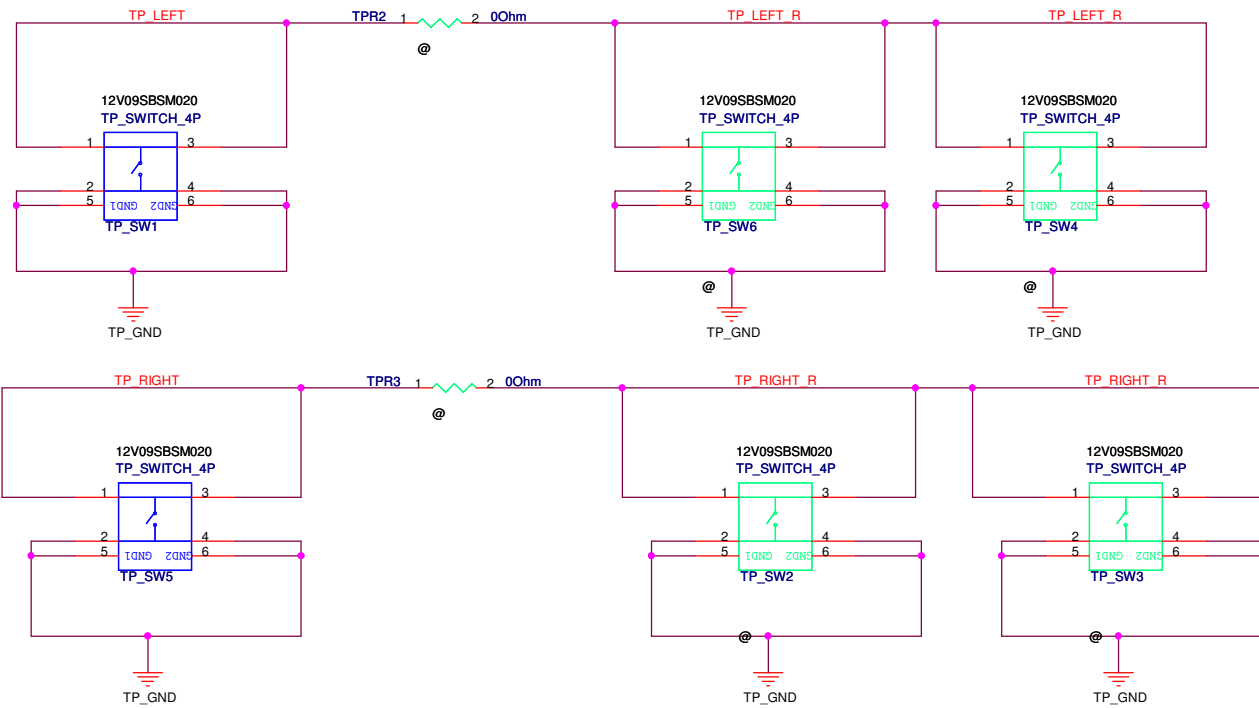 TP_LEFT TPR2 1 2 0Ohm TP_LEFT_R TP_LEFT_R
@
12V09SBSM020 12V09SBSM020 12V09SBSM020
TP_SWITCH_4P TP_SWITCH_4P TP_SWITCH_4P
1 3 1 3 1 3
2 4 2 4 2 4
5 GND1 GND2 6 5 GND1 GND2 6 5 GND1 GND2 6
TP_SW1 TP_SW6 TP_SW4
@ @
TP_GND TP_GND TP_GND
TP_RIGHT TPR3 1 2 0Ohm TP_RIGHT_R TP_RIGHT_R
@
12V09SBSM020 12V09SBSM020 12V09SBSM020
TP_SWITCH_4P TP_SWITCH_4P TP_SWITCH_4P
1 3 1 3 1 3
2 4 2 4 2 4
5 GND1 GND2 6 5 GND1 GND2 6 5 GND1 GND2 6
TP_SW5 TP_SW2 TP_SW3
@ @
TP_GND TP_GND TP_GND